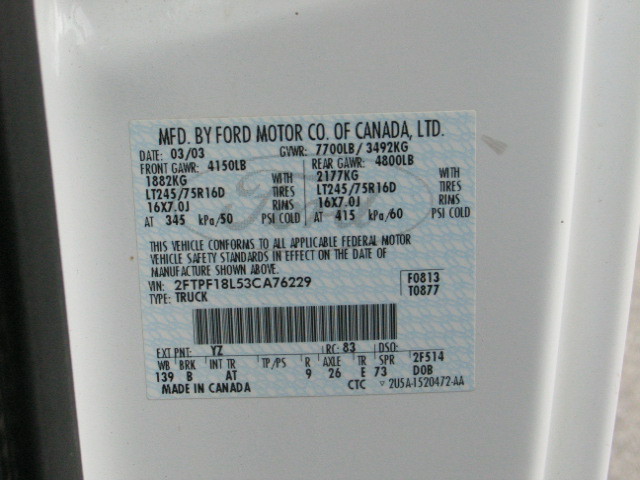 MFD. BY FORD MOTOR CO. OF CANADA, LTD.
DATE: 03/03 GVWR: 7700LB/ 3492KG
FRONT GAWR: 4150LB REAR GAWR: 4800LB
1882KG WITH 2177KG WITH
LT245/75R16D TIRES LT245/75R16D TIRES
16X7.0J RIMS 16X7.0J RIMS
AT 345 kPa/50 PSI COLD AT 415 kPa/60 PSI COLD
Ford
THIS VEHICLE CONFORMS TO ALL APPLICABLE FEDERAL MOTOR
VEHICLE SAFETY STANDARDS IN EFFECT ON THE DATE OF
MANUFACTURE SHOWN ABOVE.
VIN: 2FTPF18L53CA76229 F0813
TYPE: TRUCK T0877
EXT PNT: YZ RC: 83 DSO:
WB BRK INT TR TP/PS R AXLE TR SPR 2F514
139 B AT 9 26 E 73 DOB
MADE IN CANADA CTC ▽ 2U5A-1520472-AA